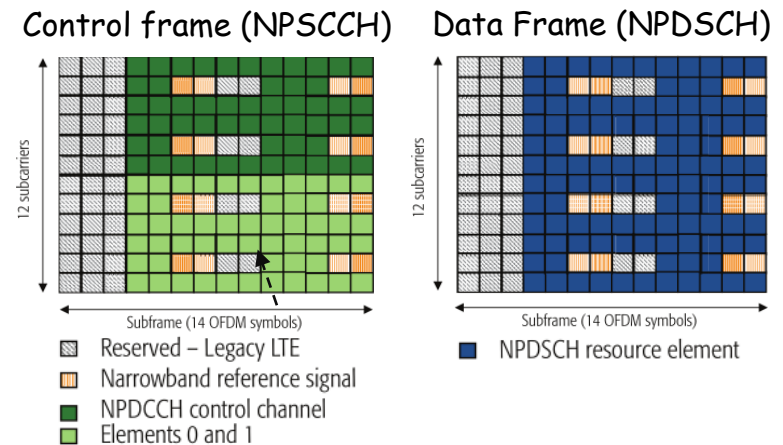 Control frame (NPSCCH)
Data Frame (NPDSCH)
12 subcarriers
12 subcarriers
Subframe (14 OFDM symbols)
Subframe (14 OFDM symbols)
Reserved – Legacy LTE
NPDSCH resource element
Narrowband reference signal
NPDCCH control channel
Elements 0 and 1